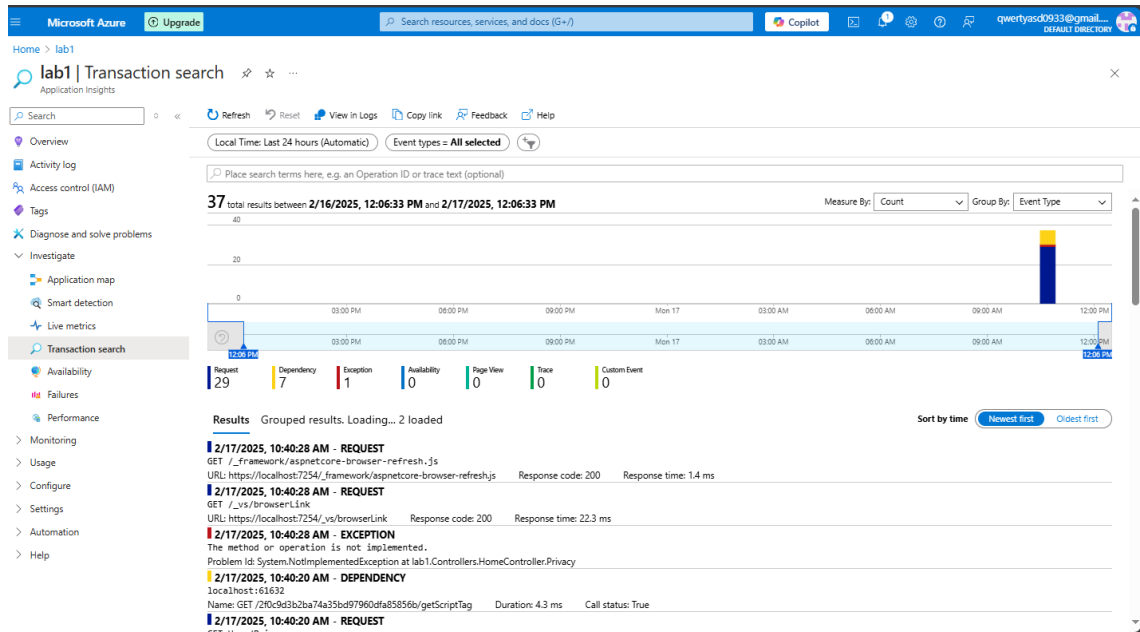 Microsoft Azure
Upgrade
Search resources, services, and docs (G+/)
Copilot
1
qwertyasd0933@gmail....
DEFAULT DIRECTORY
Home > lab1
lab1 | Transaction search
Application Insights
Search
Overview
Activity log
Access control (IAM)
Tags
Diagnose and solve problems
Investigate
Application map
Smart detection
Live metrics
Transaction search
Availability
Failures
Performance
Monitoring
Usage
Configure
Settings
Automation
Help
Refresh Reset View in Logs Copy link Feedback Help
Local Time: Last 24 hours (Automatic) Event types = All selected
Place search terms here, e.g. an Operation ID or trace text (optional)
37 total results between 2/16/2025, 12:06:33 PM and 2/17/2025, 12:06:33 PM
Measure By: Count Group By: Event Type
40
20
0
03:00 PM 06:00 PM 09:00 PM Mon 17 03:00 AM 06:00 AM 09:00 AM 12:00 PM
03:00 PM 06:00 PM 09:00 PM Mon 17 03:00 AM 06:00 AM 09:00 AM 12:00 PM
12:06 PM 12:06 PM
Request Dependency Exception Availability Page View Trace Custom Event
29 7 1 0 0 0 0
Results Grouped results. Loading... 2 loaded
Sort by time Newest first Oldest first
2/17/2025, 10:40:28 AM - REQUEST
GET /_framework/aspnetcore-browser-refresh.js
URL: https://localhost:7254/_framework/aspnetcore-browser-refresh.js Response code: 200 Response time: 1.4 ms
2/17/2025, 10:40:28 AM - REQUEST
GET /_vs/browserLink
URL: https://localhost:7254/_vs/browserLink Response code: 200 Response time: 22.3 ms
2/17/2025, 10:40:28 AM - EXCEPTION
The method or operation is not implemented.
Problem Id: System.NotImplementedException at lab1.Controllers.HomeController.Privacy
2/17/2025, 10:40:20 AM - DEPENDENCY
localhost:61632
Name: GET /2f0c9d3b2ba74a35bd97960dfa85856b/getScriptTag Duration: 4.3 ms Call status: True
2/17/2025, 10:40:20 AM - REQUEST